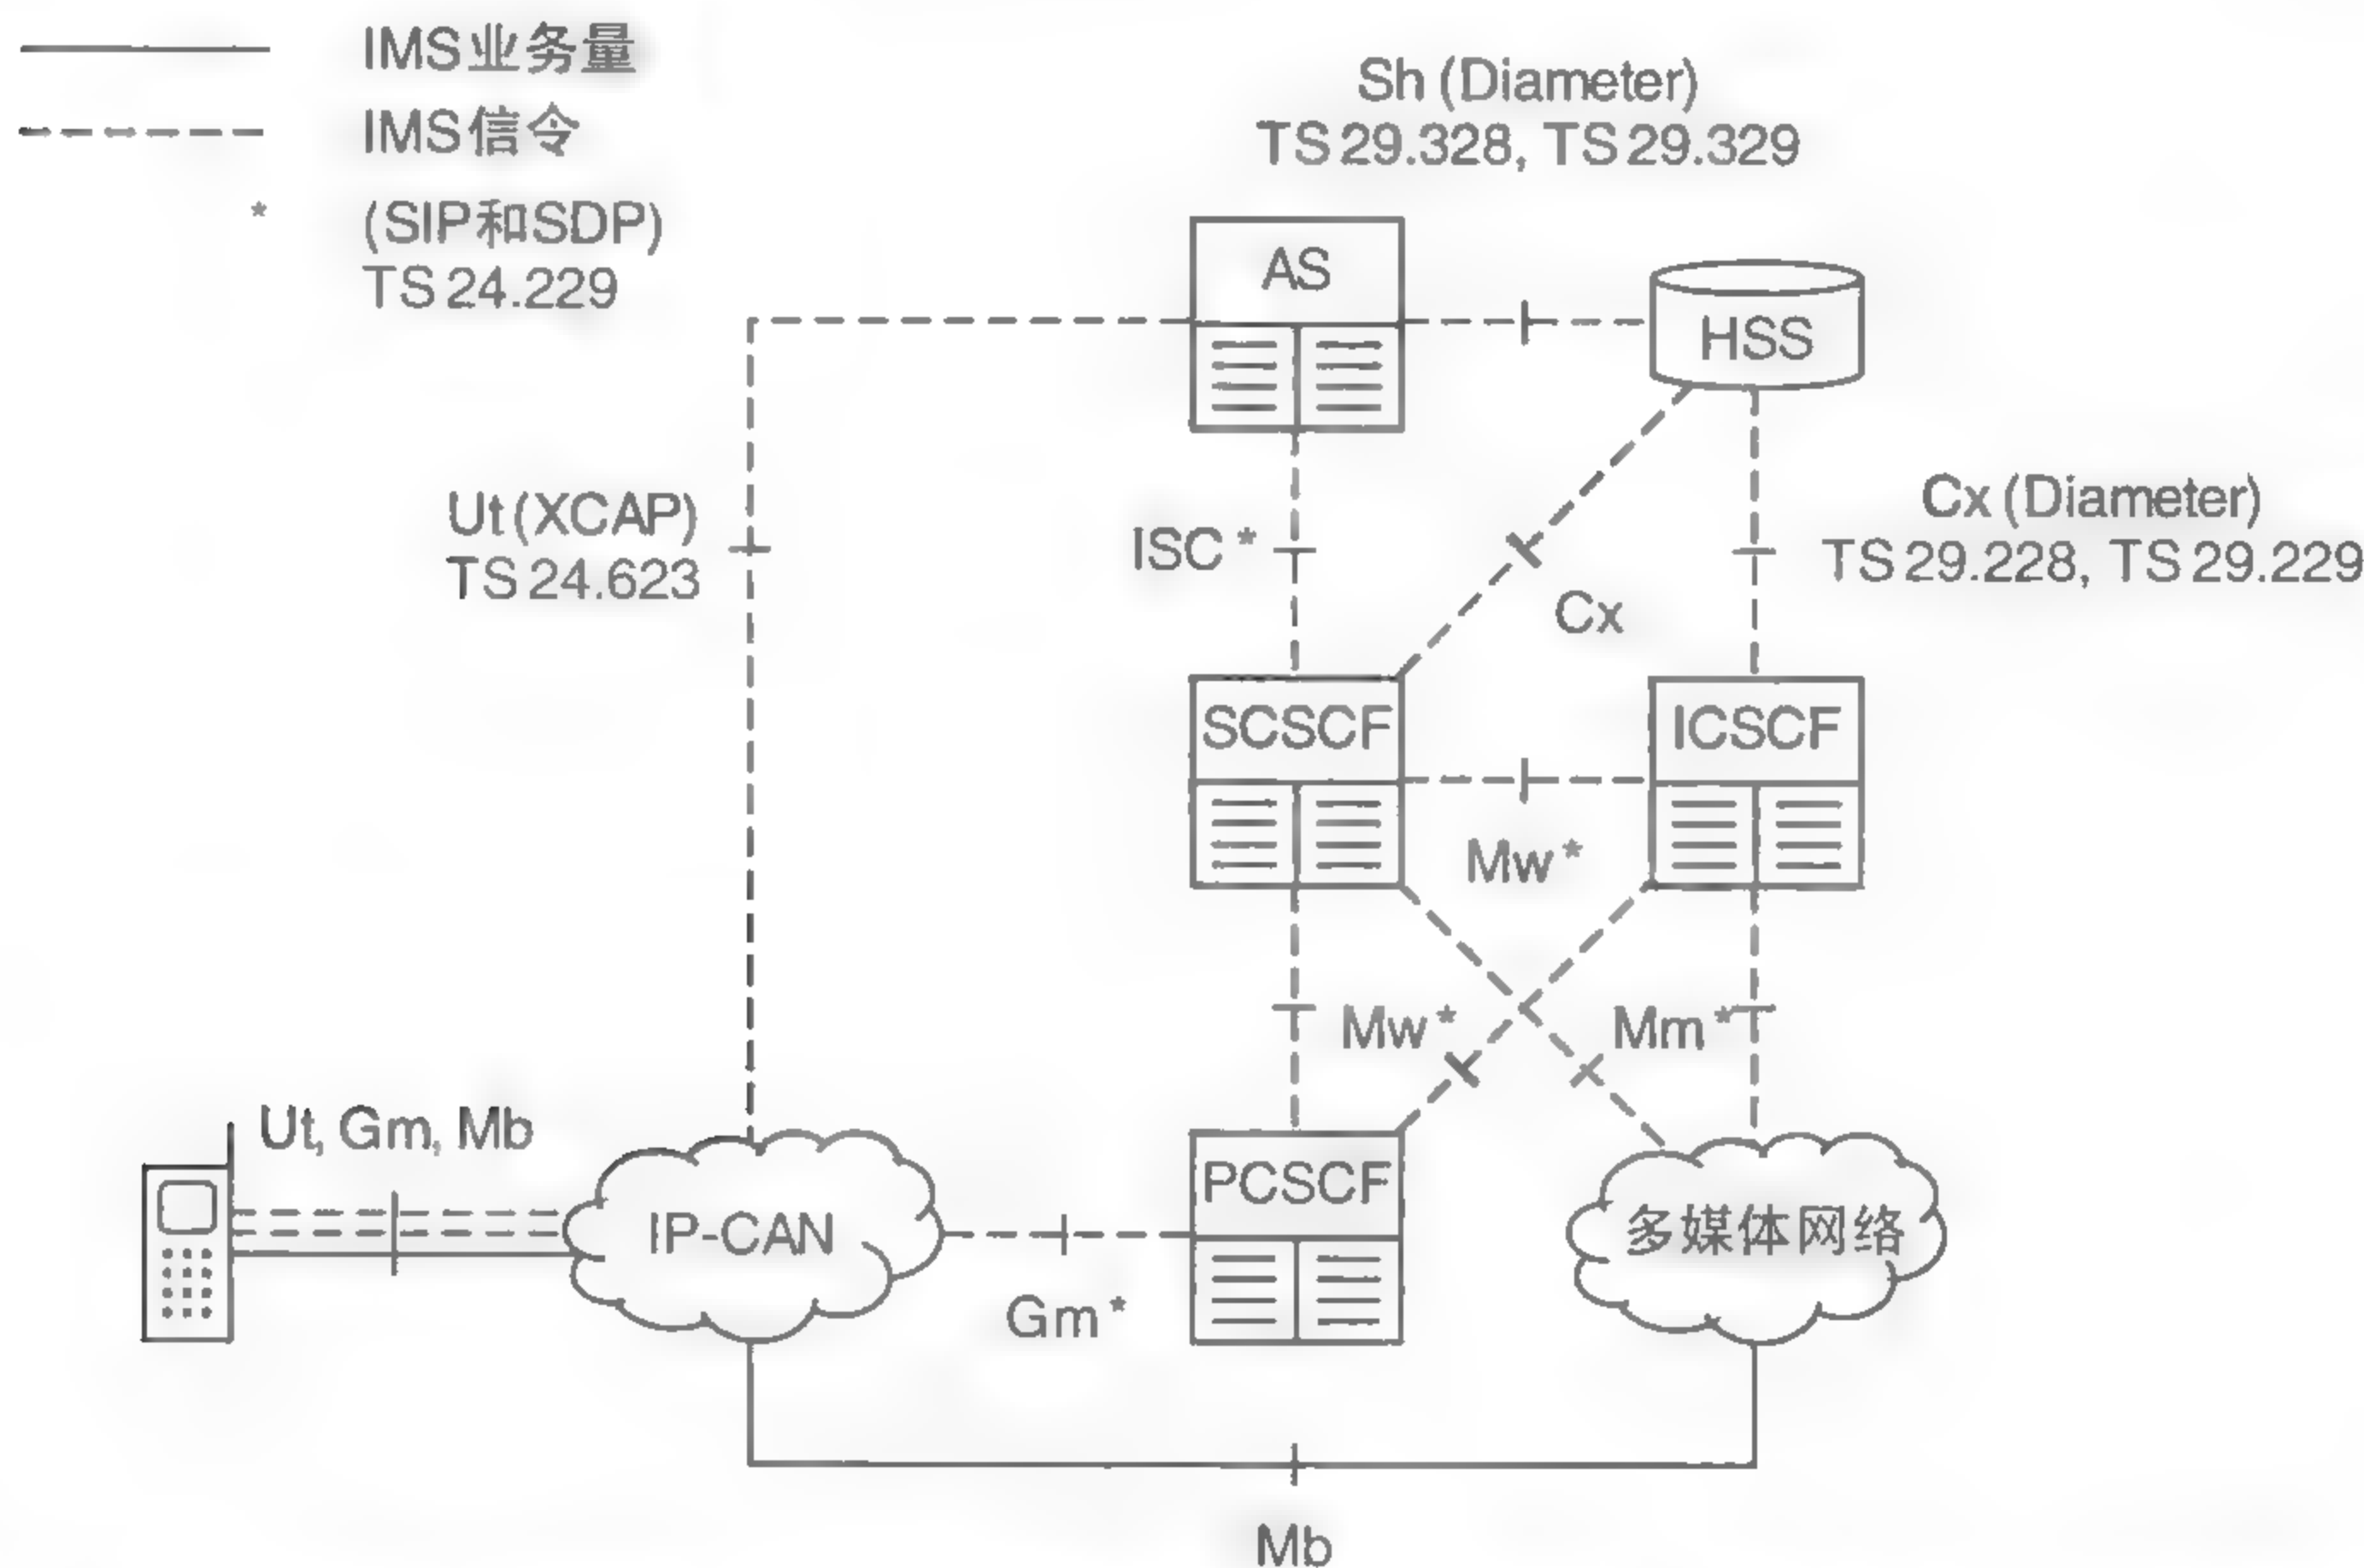 IMS业务量
IMS信令
* (SIP和SDP)
TS 24.229
Sh (Diameter)
TS 29.328, TS 29.329
AS
HSS
Ut (XCAP)
TS 24.623
ISC *
Cx (Diameter)
TS 29.228, TS 29.229
Cx
SCSCF
ICSCF
Mw *
Mw *
Mm *
Ut, Gm, Mb
IP-CAN
PCSCF
多媒体网络
Gm *
Mb